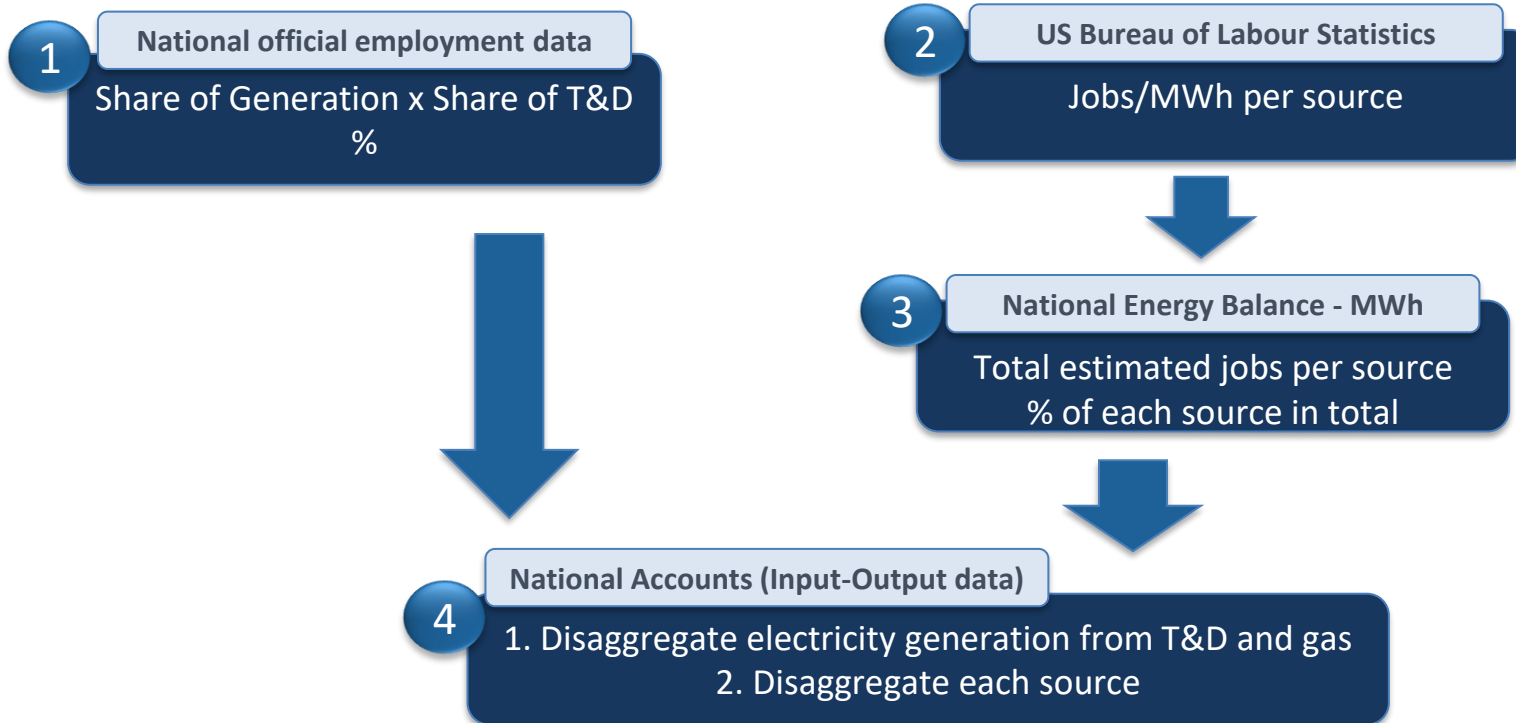 1
National official employment data
Share of Generation x Share of T&D
%
2
US Bureau of Labour Statistics
Jobs/MWh per source
3
National Energy Balance - MWh
Total estimated jobs per source
% of each source in total
4
National Accounts (Input-Output data)
1. Disaggregate electricity generation from T&D and gas
2. Disaggregate each source